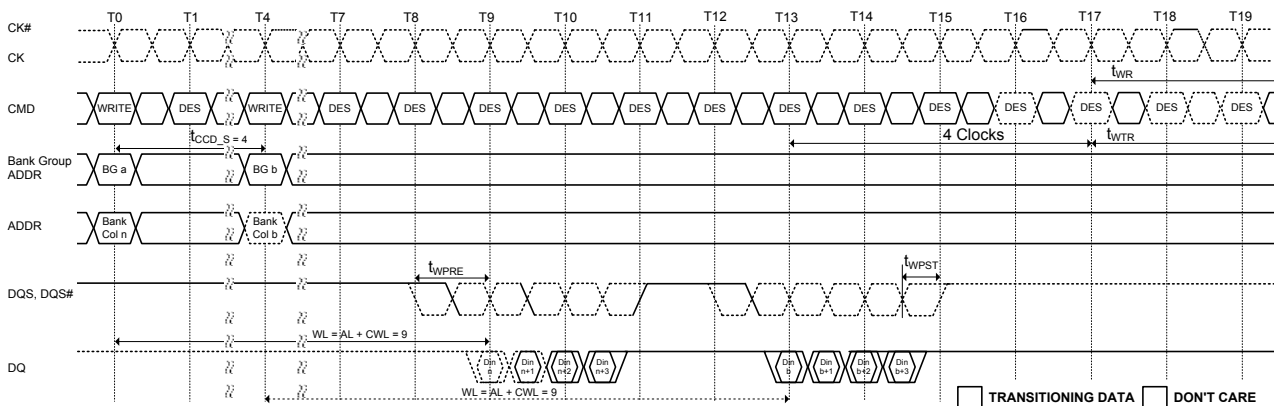 T0 T1 T4 T7 T8 T9 T10 T11 T12 T13 T14 T15 T16 T17 T18 T19
CK#
CK
tWR
CMD WRITE DES WRITE DES DES DES DES DES DES DES DES DES DES DES DES DES
tCCD_S = 4
4 Clocks
tWTR
Bank Group
ADDR
BG a BG b
ADDR
Bank
Col n
Bank
Col b
tWPRE
tWPST
DQS, DQS#
WL = AL + CWL = 9
DQ
Din
n
Din
n+1
Din
n+2
Din
n+3
Din
b
Din
b+1
Din
b+2
Din
b+3
WL = AL + CWL = 9
TRANSITIONING DATA DON'T CARE